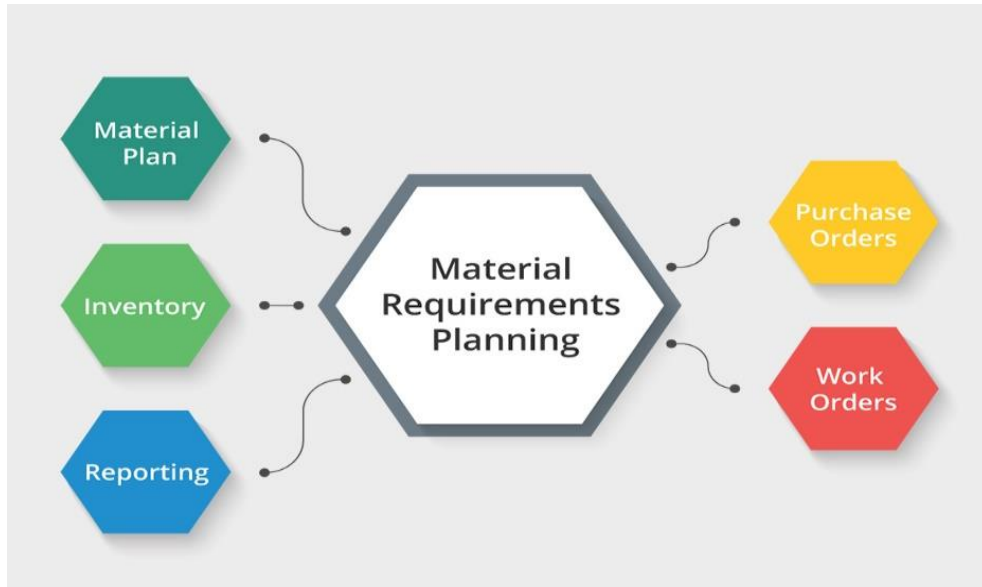 Material
Plan
Inventory
Reporting
Material
Requirements
Planning
Purchase
Orders
Work
Orders